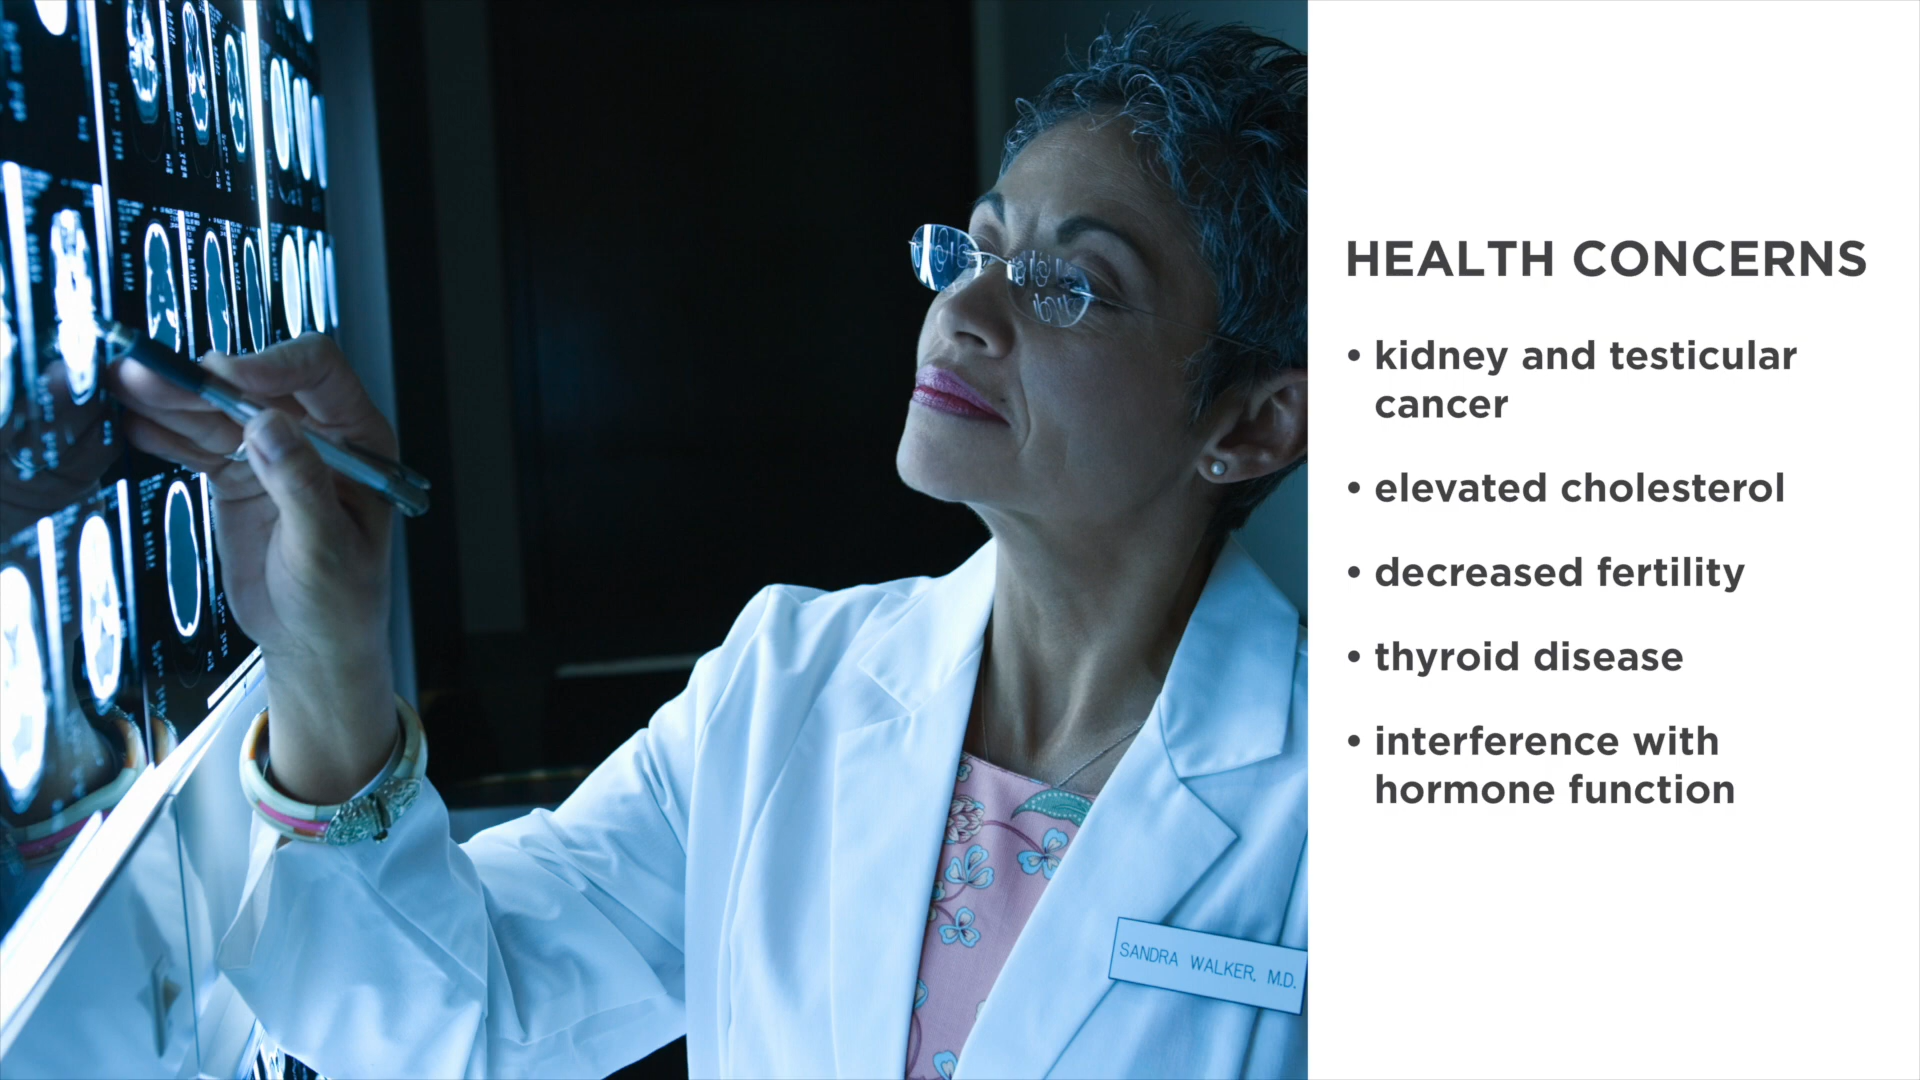 HEALTH CONCERNS
• kidney and testicular
cancer
• elevated cholesterol
• decreased fertility
• thyroid disease
• interference with
hormone function
SANDRA WALKER, M.D.